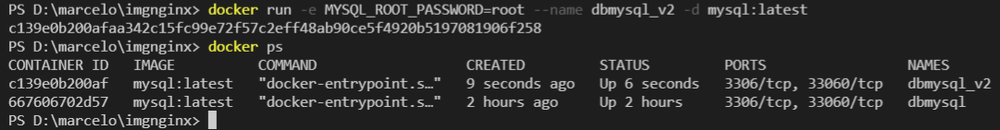 PS D:\marcelo\imgnginx> docker run -e MYSQL_ROOT_PASSWORD=root --name dbmysql_v2 -d mysql:latest
c139e0b200afaa342c15fc99e72f57c2eff48ab90ce5f4920b5197081906f258
PS D:\marcelo\imgnginx> docker ps
CONTAINER ID   IMAGE          COMMAND                  CREATED         STATUS         PORTS                 NAMES
c139e0b200af   mysql:latest   "docker-entrypoint.s…"   9 seconds ago   Up 6 seconds   3306/tcp, 33060/tcp   dbmysql_v2
667606702d57   mysql:latest   "docker-entrypoint.s…"   2 hours ago     Up 2 hours     3306/tcp, 33060/tcp   dbmysql
PS D:\marcelo\imgnginx>